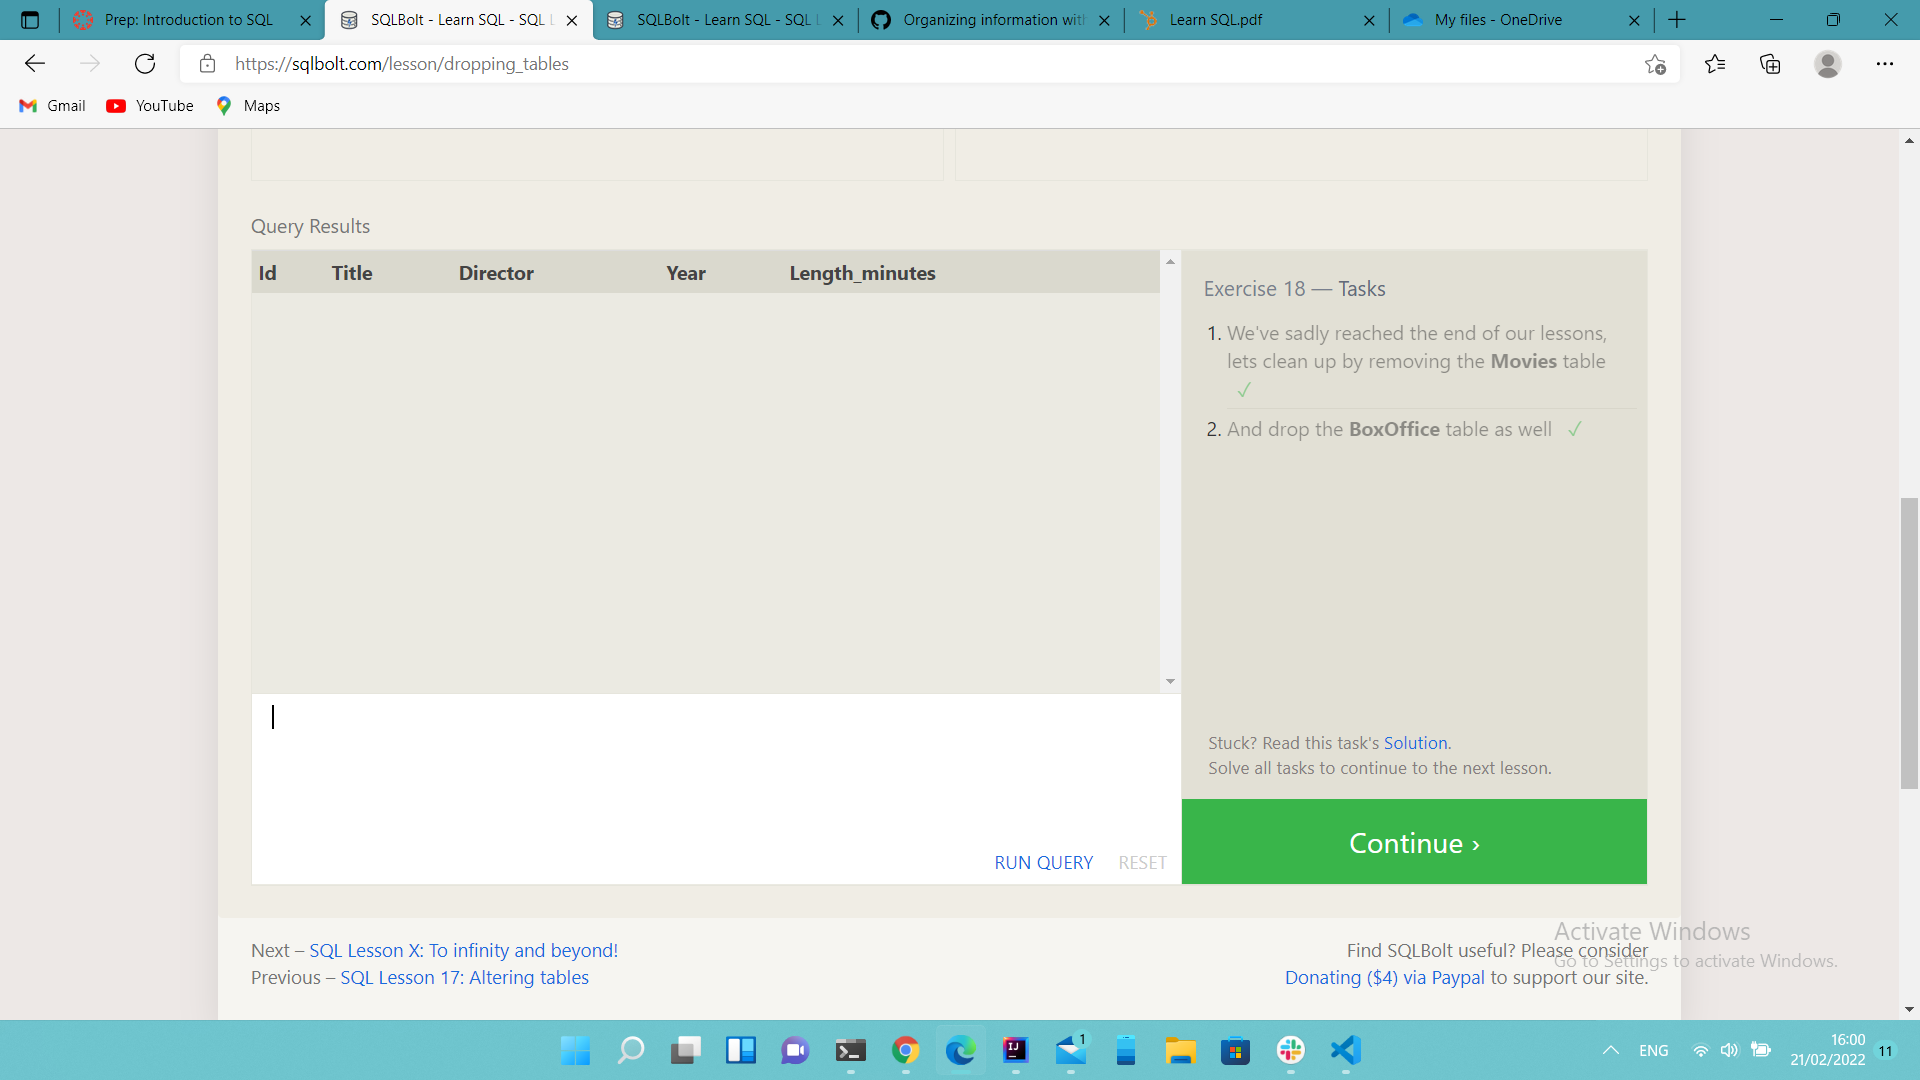 Prep: Introduction to SQL
SQLBolt - Learn SQL - SQL
SQLBolt - Learn SQL - SQL
Organizing information with
Learn SQL.pdf
My files - OneDrive
https://sqlbolt.com/lesson/dropping_tables
Gmail
YouTube
Maps
Query Results
Id Title Director Year Length_minutes
Exercise 18 — Tasks
1. We've sadly reached the end of our lessons,
lets clean up by removing the Movies table
✓
2. And drop the BoxOffice table as well ✓
Stuck? Read this task's Solution.
Solve all tasks to continue to the next lesson.
RUN QUERY RESET
Continue ›
Next – SQL Lesson X: To infinity and beyond!
Previous – SQL Lesson 17: Altering tables
Find SQLBolt useful? Please consider
Donating ($4) via Paypal to support our site.
Activate Windows
Go to Settings to activate Windows.
IJ
1
ENG
16:00
21/02/2022
11